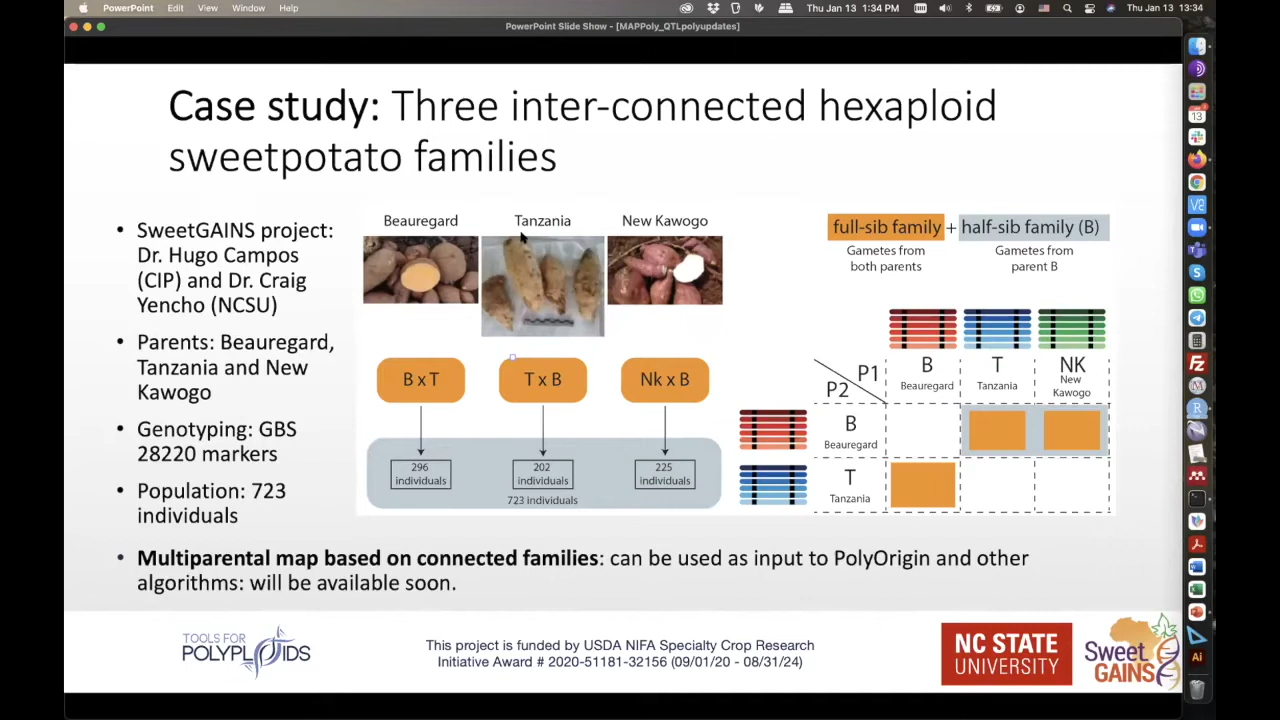 PowerPoint Edit View Window Help
Thu Jan 13 1:34 PM Thu Jan 13 13:34
PowerPoint Slide Show - [MAPPoly_QTLpolyupdates]
Case study: Three inter-connected hexaploid
sweetpotato families
• SweetGAINS project:
Dr. Hugo Campos
(CIP) and Dr. Craig
Yencho (NCSU)
• Parents: Beauregard,
Tanzania and New
Kawogo
• Genotyping: GBS
28220 markers
• Population: 723
individuals
Beauregard Tanzania New Kawogo
B x T T x B Nk x B
296
individuals
202
individuals
225
individuals
723 individuals
full-sib family + half-sib family (B)
Gametes from
both parents
Gametes from
parent B
P1
P2
B
Beauregard
T
Tanzania
NK
New
Kawogo
B
Beauregard
T
Tanzania
• Multiparental map based on connected families: can be used as input to PolyOrigin and other
algorithms: will be available soon.
TOOLS FOR
POLYPLOIDS
This project is funded by USDA NIFA Specialty Crop Research
Initiative Award # 2020-51181-32156 (09/01/20 - 08/31/24)
NC STATE
UNIVERSITY
Sweet
GAINS
13
Fz
Ai